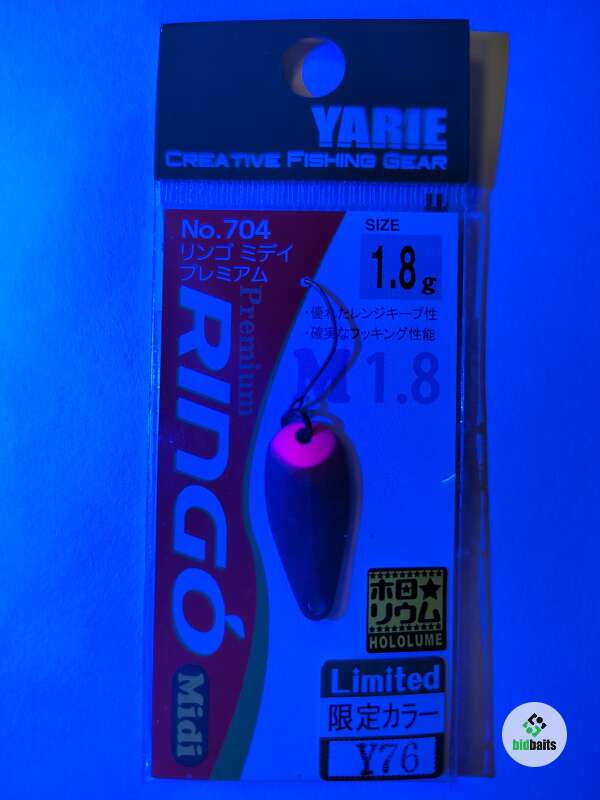 YARIE
CREATIVE FISHING GEAR
No.704
リンゴ ミディ
プレミアム
Premium
RINGO
Midi
SIZE
1.8g
・優れたレンジキープ性
・確実なフッキング性能
M1.8
ホロ★
リウム
HOLOLUME
Limited
限定カラー
Y76
bidbaits